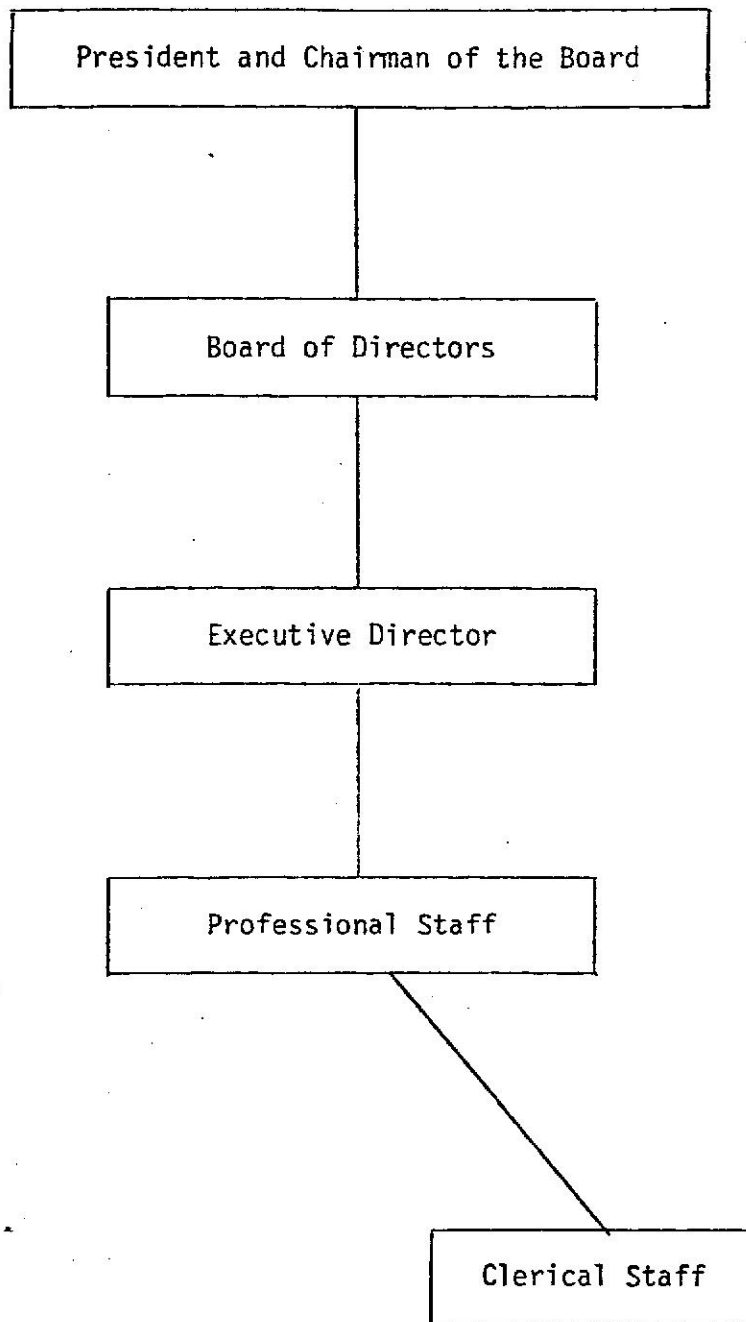 President and Chairman of the Board
Board of Directors
Executive Director
Professional Staff
Clerical Staff